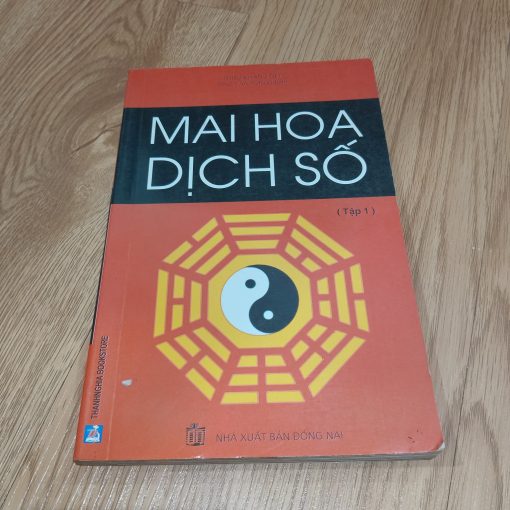 MAI HOA
DỊCH SỐ
( Tập 1 )
THANHNGHIA BOOKSTORE
NHÀ XUẤT BẢN ĐỒNG NAI